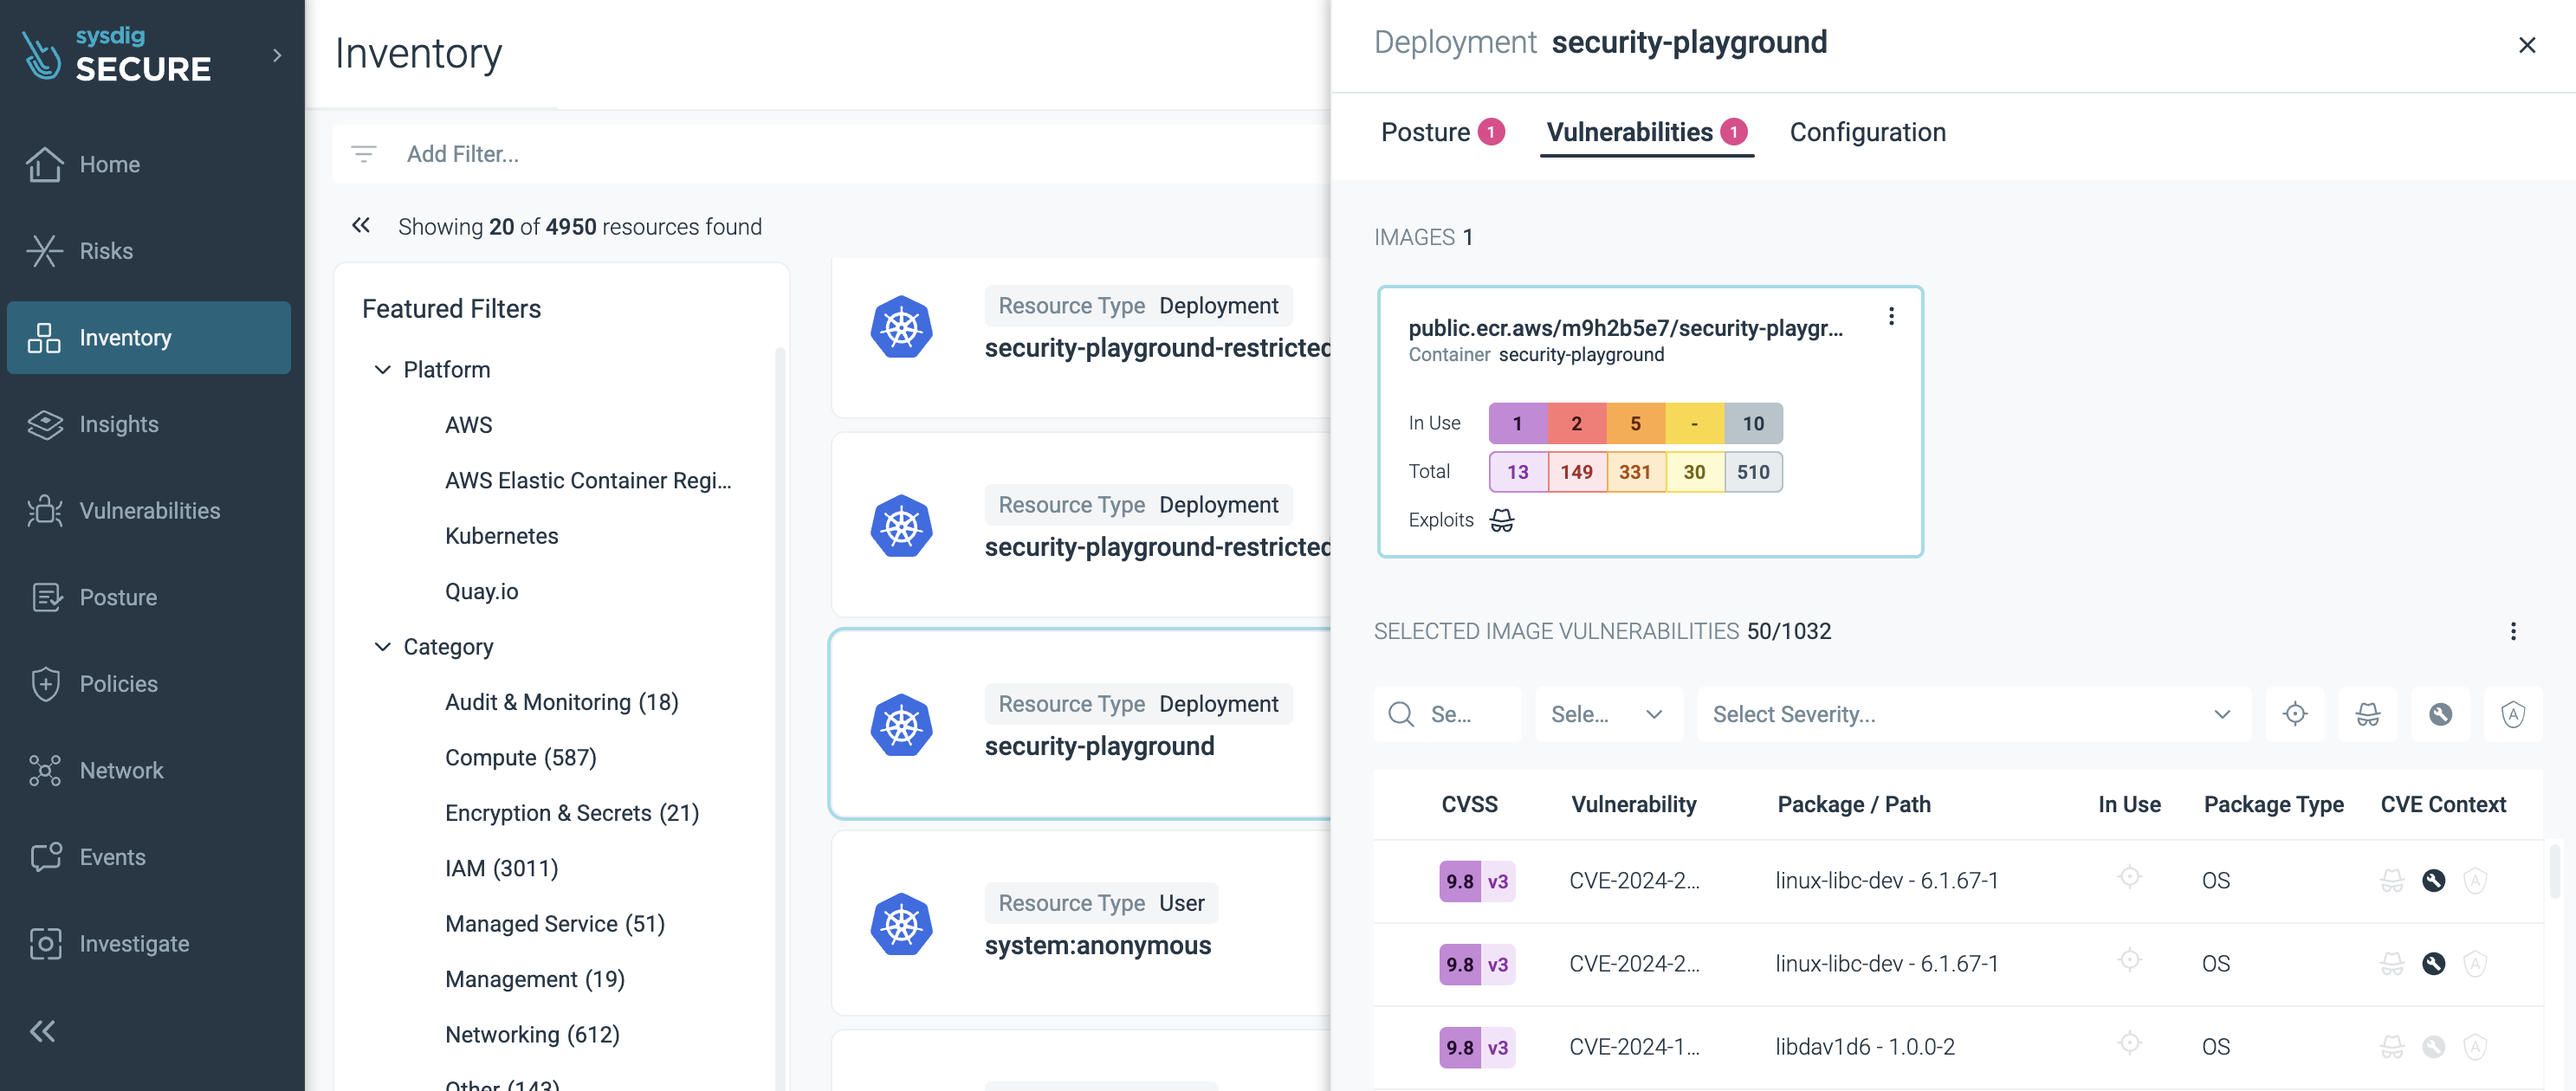 sysdig
SECURE
Home
Risks
Inventory
Insights
Vulnerabilities
Posture
Policies
Network
Events
Investigate
Inventory
Add Filter...
Showing 20 of 4950 resources found
Featured Filters
Platform
AWS
AWS Elastic Container Regi...
Kubernetes
Quay.io
Category
Audit & Monitoring (18)
Compute (587)
Encryption & Secrets (21)
IAM (3011)
Managed Service (51)
Management (19)
Networking (612)
Other (143)
Resource Type Deployment
security-playground-restricted
Resource Type Deployment
security-playground-restricted
Resource Type Deployment
security-playground
Resource Type User
system:anonymous
Deployment security-playground
Posture 1 Vulnerabilities 1 Configuration
IMAGES 1
public.ecr.aws/m9h2b5e7/security-playgr...
Container security-playground
In Use 1 2 5 - 10
Total 13 149 331 30 510
Exploits
SELECTED IMAGE VULNERABILITIES 50/1032
Se... Sele... Select Severity...
CVSS Vulnerability Package / Path In Use Package Type CVE Context
9.8 v3 CVE-2024-2... linux-libc-dev - 6.1.67-1 OS
9.8 v3 CVE-2024-2... linux-libc-dev - 6.1.67-1 OS
9.8 v3 CVE-2024-1... libdav1d6 - 1.0.0-2 OS